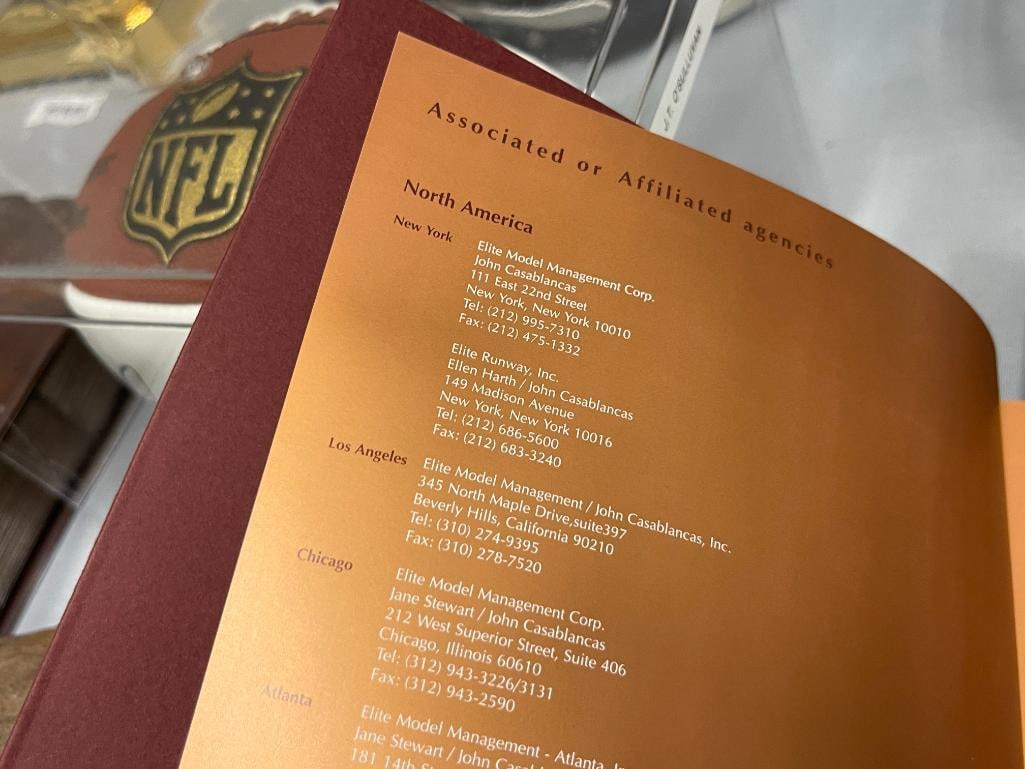 NFL
J.T. O'SULLIVAN
Associated or Affiliated agencies
North America
New York
Elite Model Management Corp.
John Casablancas
111 East 22nd Street
New York, New York 10010
Tel: (212) 995-7310
Fax: (212) 475-1332
Elite Runway, Inc.
Ellen Harth / John Casablancas
149 Madison Avenue
New York, New York 10016
Tel: (212) 686-5600
Fax: (212) 683-3240
Los Angeles
Elite Model Management / John Casablancas, Inc.
345 North Maple Drive,suite397
Beverly Hills, California 90210
Tel: (310) 274-9395
Fax: (310) 278-7520
Chicago
Elite Model Management Corp.
Jane Stewart / John Casablancas
212 West Superior Street, Suite 406
Chicago, Illinois 60610
Tel: (312) 943-3226/3131
Fax: (312) 943-2590
Atlanta
Elite Model Management - Atlanta,
Jane Stewart / John
181 14th